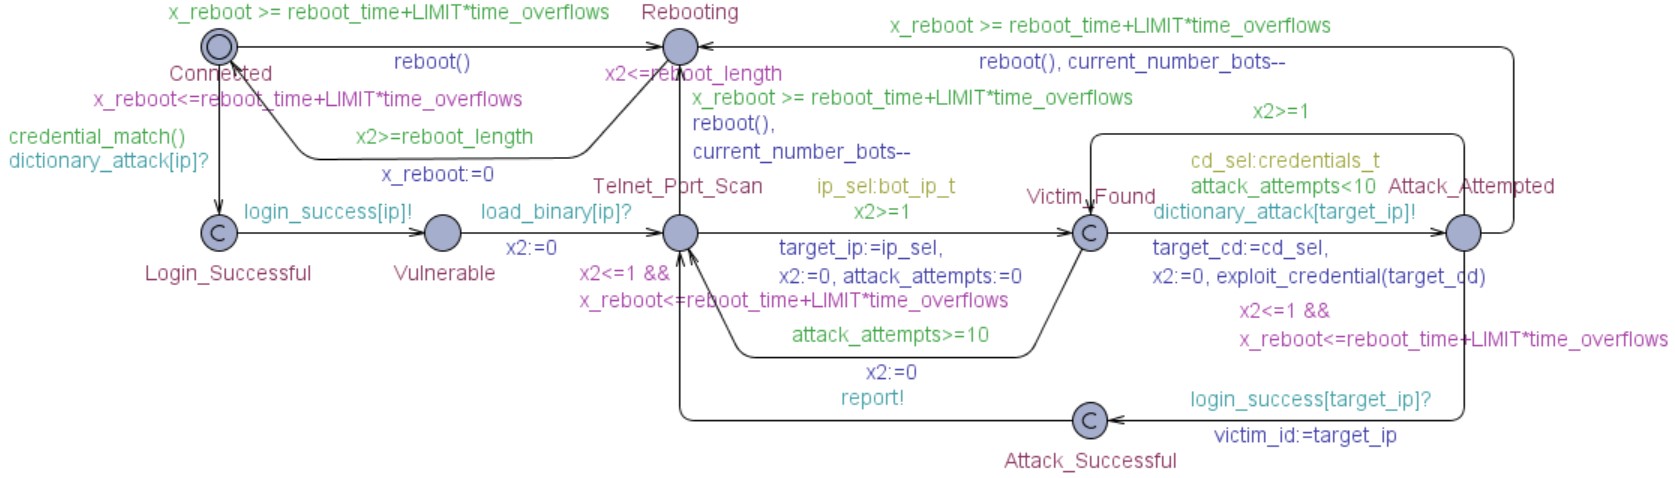 x_reboot >= reboot_time+LIMIT*time_overflows
Rebooting
x_reboot >= reboot_time+LIMIT*time_overflows
reboot()
reboot(), current_number_bots--
Connected
x2<=reboot_length
x_reboot<=reboot_time+LIMIT*time_overflows
x_reboot >= reboot_time+LIMIT*time_overflows
x2>=1
reboot(),
credential_match()
x2>=reboot_length
current_number_bots--
dictionary_attack[ip]?
cd_sel:credentials_t
x_reboot:=0
Telnet_Port_Scan
ip_sel:bot_ip_t
attack_attempts<10
Attack_Attempted
Victim_Found
login_success[ip]!
load_binary[ip]?
x2>=1
dictionary_attack[target_ip]!
C
C
x2:=0
target_ip:=ip_sel,
target_cd:=cd_sel,
Login_Successful
Vulnerable
x2<=1 &&
x2:=0, attack_attempts:=0
x2:=0, exploit_credential(target_cd)
x_reboot<=reboot_time+LIMIT*time_overflows
x2<=1 &&
attack_attempts>=10
x_reboot<=reboot_time+LIMIT*time_overflows
x2:=0
report!
login_success[target_ip]?
C
victim_id:=target_ip
Attack_Successful